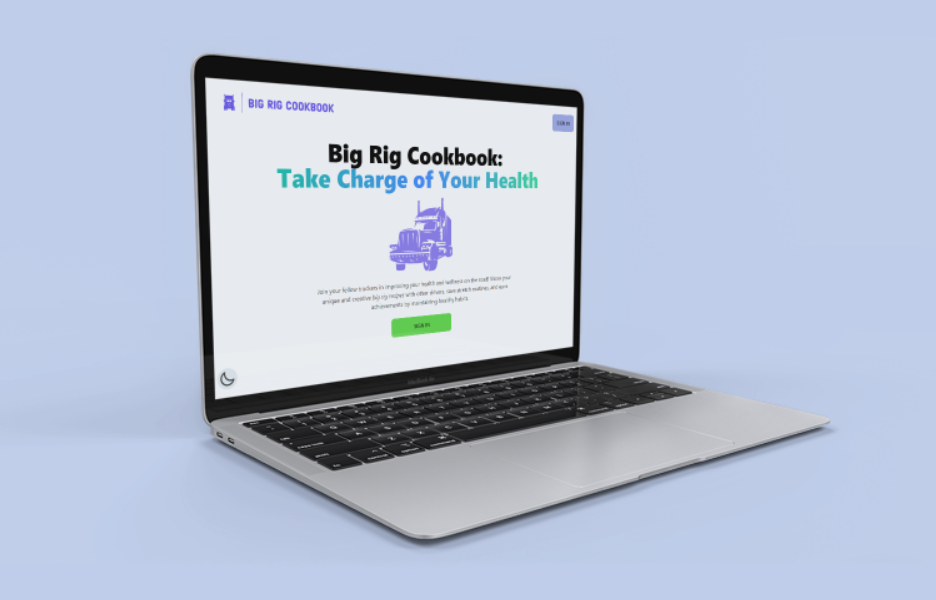 BIG RIG COOKBOOK
SIGN IN
Big Rig Cookbook:
Take Charge of Your Health
Join your fellow truckers in improving your health and wellness on the road! Share your
unique and creative big rig recipes with other drivers, save stretch routines, and earn
achievements by maintaining healthy habits.
SIGN IN
MacBook Air